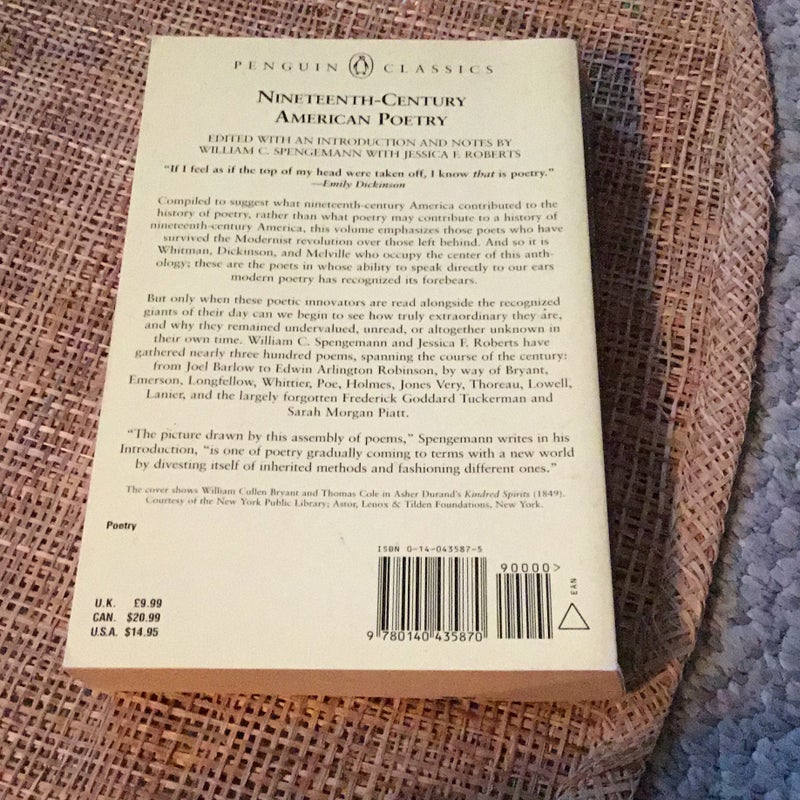 PENGUIN CLASSICS
NINETEENTH-CENTURY
AMERICAN POETRY
EDITED WITH AN INTRODUCTION AND NOTES BY
WILLIAM C. SPENGEMANN WITH JESSICA F. ROBERTS
“If I feel as if the top of my head were taken off, I know that is poetry.”
—Emily Dickinson
Compiled to suggest what nineteenth-century America contributed to the
history of poetry, rather than what poetry may contribute to a history of
nineteenth-century America, this volume emphasizes those poets who have
survived the Modernist revolution over those left behind. And so it is
Whitman, Dickinson, and Melville who occupy the center of this anth-
ology; these are the poets in whose ability to speak directly to our ears
modern poetry has recognized its forebears.
But only when these poetic innovators are read alongside the recognized
giants of their day can we begin to see how truly extraordinary they are,
and why they remained undervalued, unread, or altogether unknown in
their own time. William C. Spengemann and Jessica F. Roberts have
gathered nearly three hundred poems, spanning the course of the century:
from Joel Barlow to Edwin Arlington Robinson, by way of Bryant,
Emerson, Longfellow, Whittier, Poe, Holmes, Jones Very, Thoreau, Lowell,
Lanier, and the largely forgotten Frederick Goddard Tuckerman and
Sarah Morgan Piatt.
“The picture drawn by this assembly of poems,” Spengemann writes in his
Introduction, “is one of poetry gradually coming to terms with a new world
by divesting itself of inherited methods and fashioning different ones.”
The cover shows William Cullen Bryant and Thomas Cole in Asher Durand's Kindred Spirits (1849).
Courtesy of the New York Public Library; Astor, Lenox & Tilden Foundations, New York.
Poetry
ISBN 0-14-043587-5
90000>
EAN
U.K. £9.99
CAN. $20.99
U.S.A. $14.95
9 780140 435870